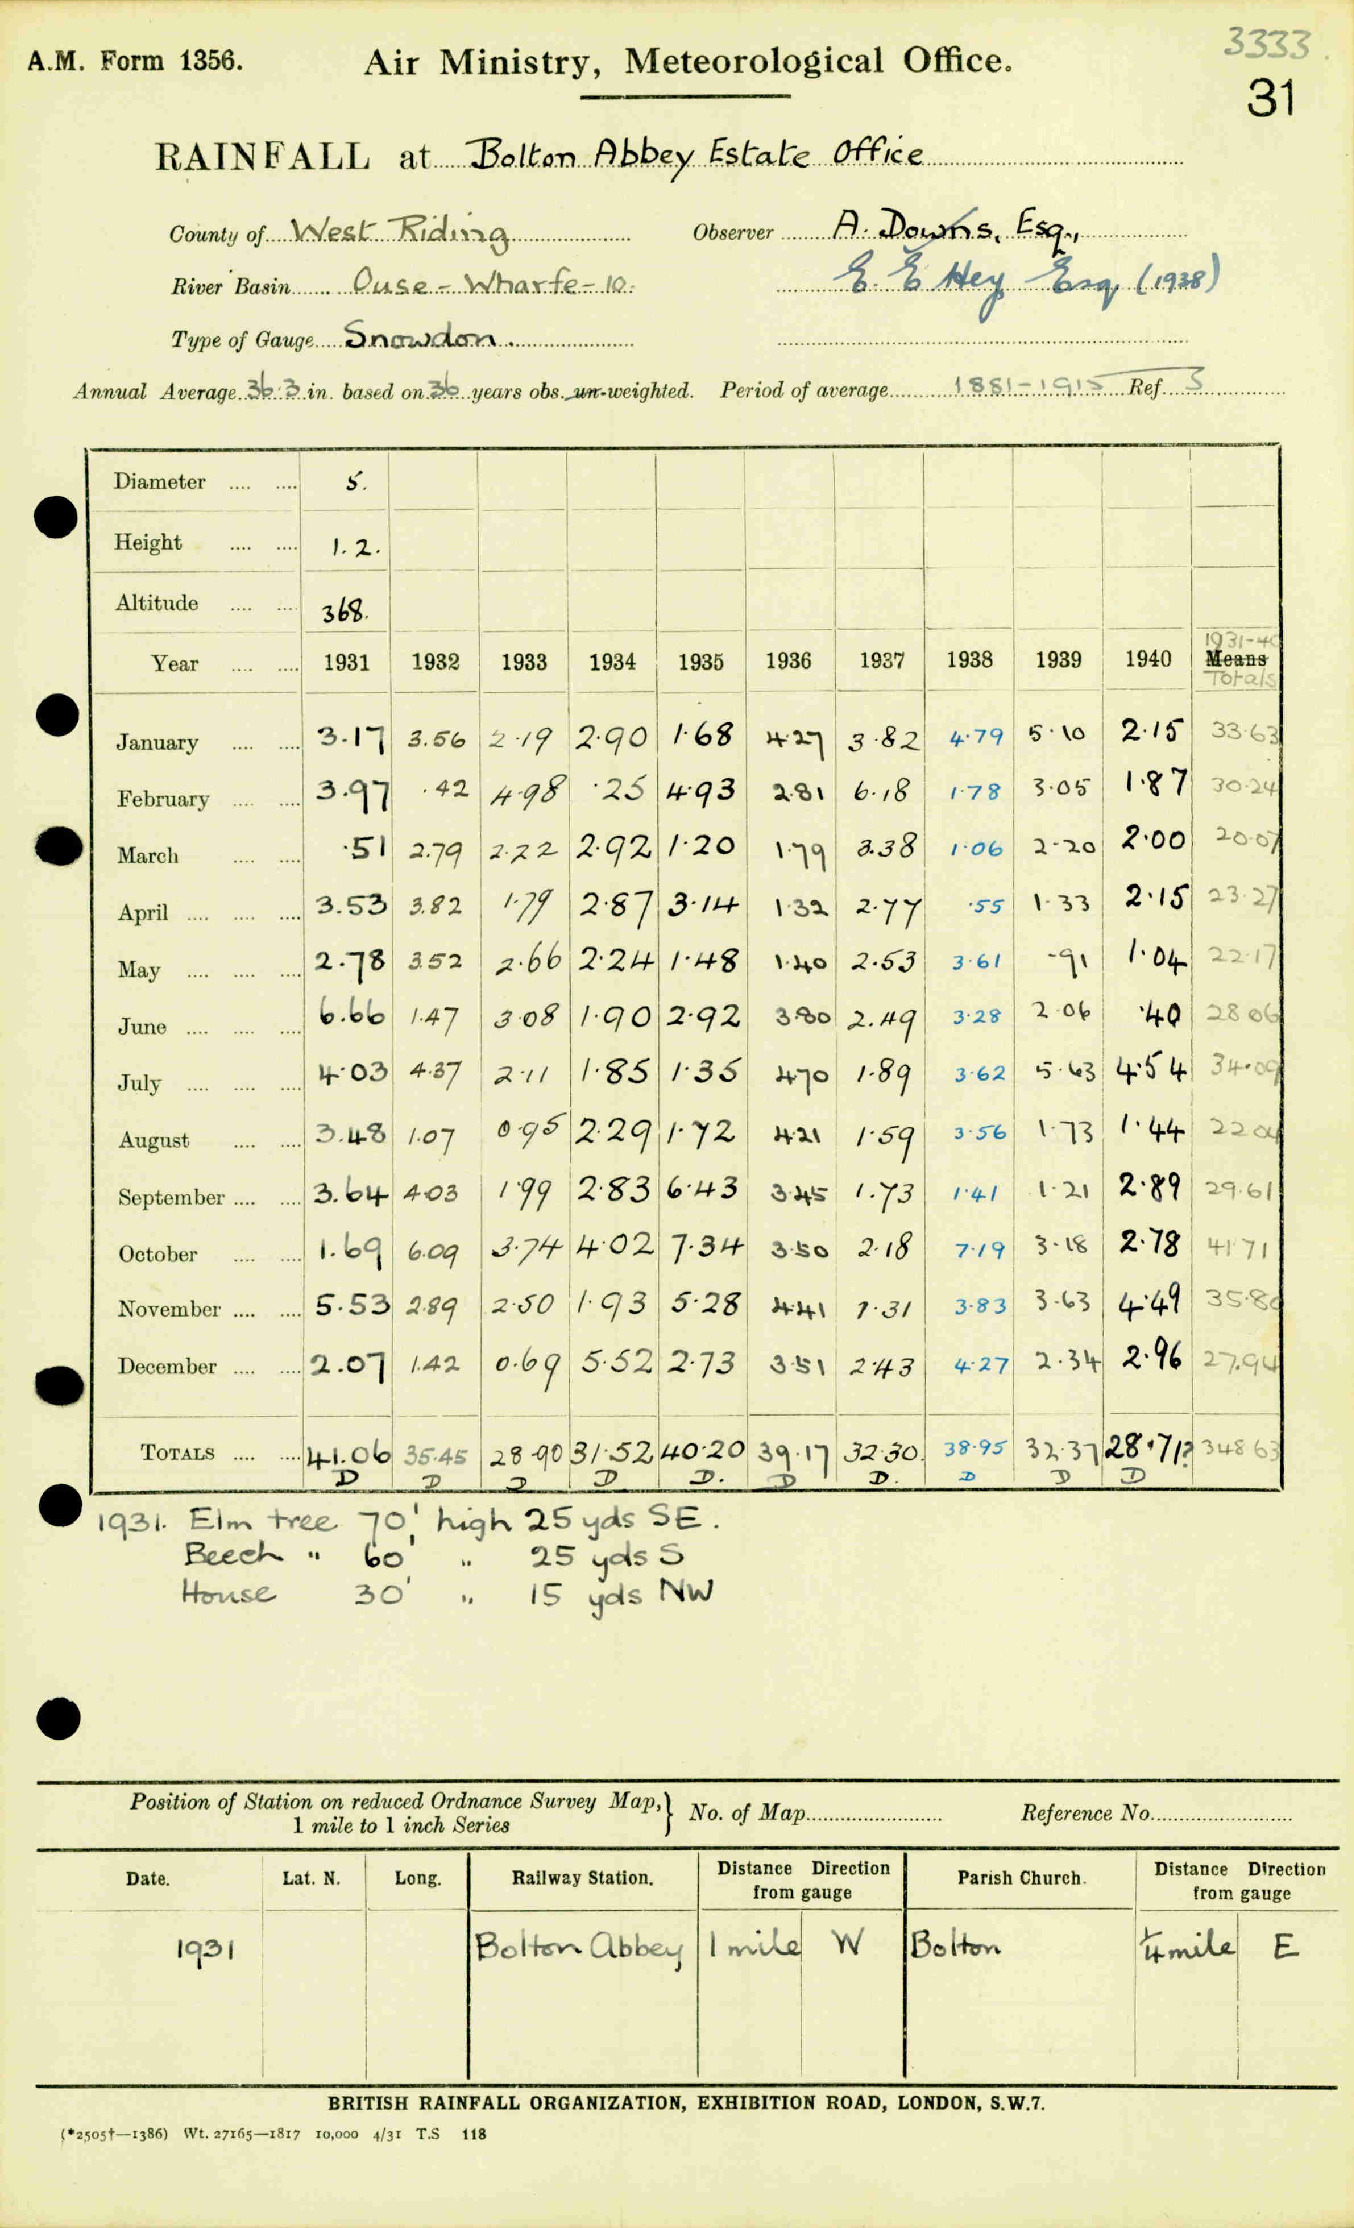 3333.
A.M. Form 1356. Air Ministry, Meteorological Office.
31
RAINFALL at Bolton Abbey Estate Office
County of West Riding Observer A. Downs, Esq.,
River Basin Ouse - Wharfe - 10. E. E Hey Esq (1938)
Type of Gauge Snowdon.
Annual Average 36.3 in. based on 36 years obs. un-weighted. Period of average 1881-1915 Ref. S
Diameter .... .... 5.
Height .... .... 1.2.
Altitude .... .... 368.
1931-40
Year .... .... 1931 1932 1933 1934 1935 1936 1937 1938 1939 1940 Means
Totals
January .... .... 3.17 3.56 2.19 2.90 1.68 4.27 3.82 4.79 5.10 2.15 33.63
February .... .... 3.97 .42 4.98 .25 4.93 2.81 6.18 1.78 3.05 1.87 30.24
March .... .... .51 2.79 2.22 2.92 1.20 1.79 3.38 1.06 2.20 2.00 20.07
April .... .... .... 3.53 3.82 1.79 2.87 3.14 1.32 2.77 .55 1.33 2.15 23.27
May .... .... .... 2.78 3.52 2.66 2.24 1.48 1.40 2.53 3.61 .91 1.04 22.17
June .... .... .... 6.66 1.47 3.08 1.90 2.92 3.80 2.49 3.28 2.06 .40 28.06
July .... .... .... 4.03 4.37 2.11 1.85 1.35 4.70 1.89 3.62 5.63 4.54 34.09
August .... .... 3.48 1.07 0.95 2.29 1.72 4.21 1.59 3.56 1.73 1.44 22.04
September .... .... 3.64 4.03 1.99 2.83 6.43 3.45 1.73 1.41 1.21 2.89 29.61
October .... .... 1.69 6.09 3.74 4.02 7.34 3.50 2.18 7.19 3.18 2.78 41.71
November .... .... 5.53 2.89 2.50 1.93 5.28 4.41 1.31 3.83 3.63 4.49 35.80
December .... .... 2.07 1.42 0.69 5.52 2.73 3.51 2.43 4.27 2.34 2.96 27.94
TOTALS .... .... 41.06 35.45 28.90 31.52 40.20 39.17 32.30. 38.95 32.37 28.71? 348.63
D D D D D. D D. D D D
1931. Elm tree 70' high 25 yds SE.
Beech " 60' " 25 yds S
House 30' " 15 yds NW
Position of Station on reduced Ordnance Survey Map, } No. of Map Reference No.
1 mile to 1 inch Series
Date. Lat. N. Long. Railway Station. Distance Direction from gauge Parish Church. Distance Direction from gauge
1931 Bolton Abbey 1 mile W Bolton ¼ mile E
BRITISH RAINFALL ORGANIZATION, EXHIBITION ROAD, LONDON, S.W.7.
(*2505†—1386) Wt. 27165—1817 10,000 4/31 T.S 118